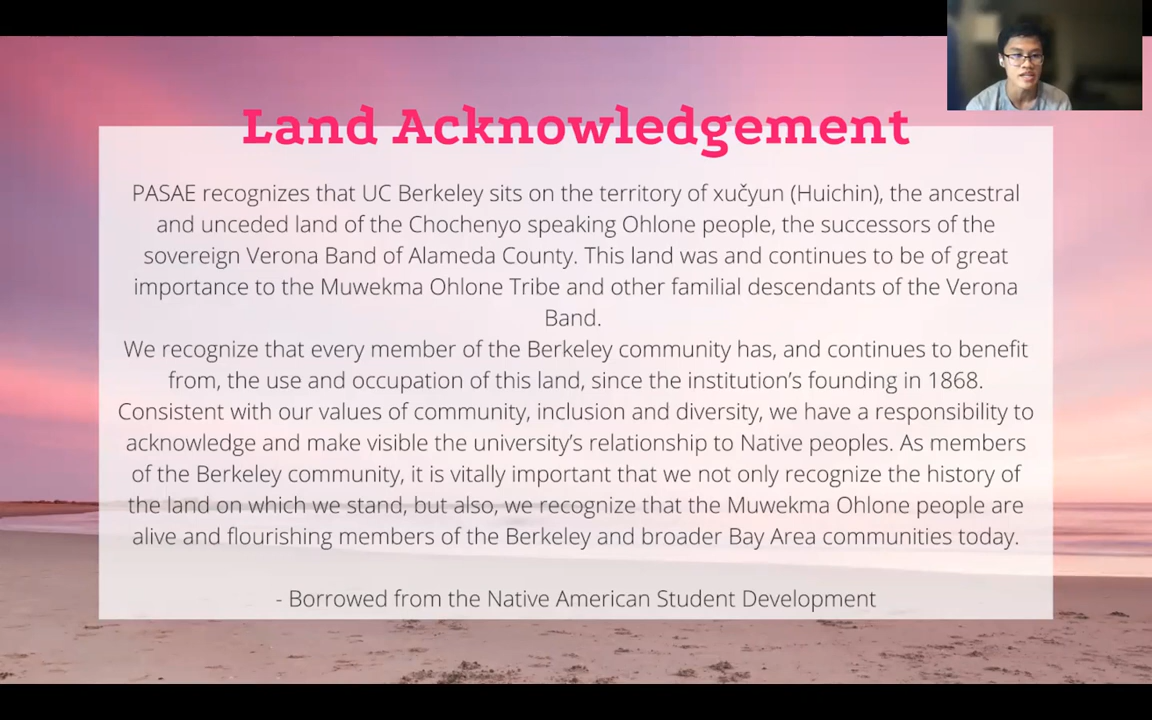 Land Acknowledgement
PASAE recognizes that UC Berkeley sits on the territory of xučyun (Huichin), the ancestral
and unceded land of the Chochenyo speaking Ohlone people, the successors of the
sovereign Verona Band of Alameda County. This land was and continues to be of great
importance to the Muwekma Ohlone Tribe and other familial descendants of the Verona
Band.
We recognize that every member of the Berkeley community has, and continues to benefit
from, the use and occupation of this land, since the institution’s founding in 1868.
Consistent with our values of community, inclusion and diversity, we have a responsibility to
acknowledge and make visible the university’s relationship to Native peoples. As members
of the Berkeley community, it is vitally important that we not only recognize the history of
the land on which we stand, but also, we recognize that the Muwekma Ohlone people are
alive and flourishing members of the Berkeley and broader Bay Area communities today.
- Borrowed from the Native American Student Development